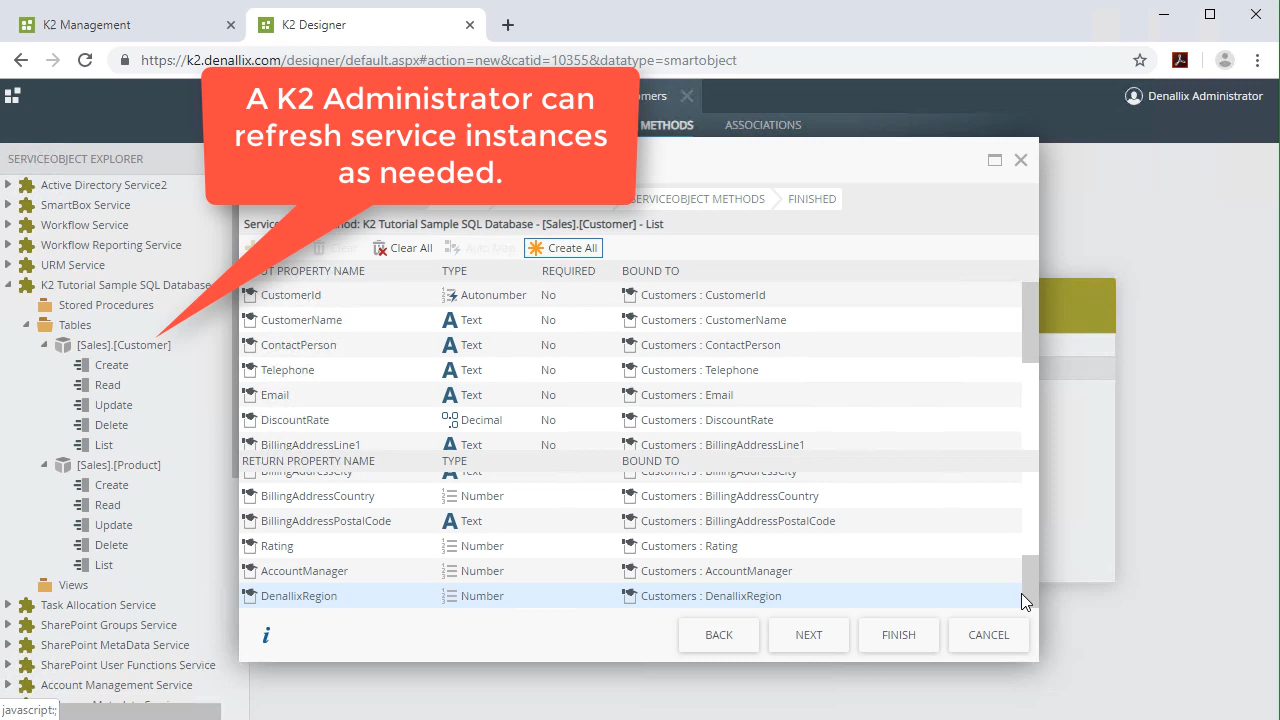 K2 Management
K2 Designer
https://k2.denallix.com/designer/default.aspx#action=new&catid=10355&datatype=smartobject
A K2 Administrator can
refresh service instances
as needed.
Denallix Administrator
METHODS
ASSOCIATIONS
SERVICEOBJECT EXPLORER
Active Directory Service2
SmartBox Service
Workflow Service
Workflow Reporting Service
URM Service
K2 Tutorial Sample SQL Database
Stored Procedures
Tables
[Sales].[Customer]
Create
Read
Update
Delete
List
[Sales].[Product]
Create
Read
Update
Delete
List
Views
Task Allocation Service
SharePoint Groups Service
SharePoint MetaData Service
SharePoint User Functions Service
Account Management Service
javascript:;
SERVICEOBJECT METHODS
FINISHED
K2 Tutorial Sample SQL Database - [Sales].[Customer] - List
Clear All
Auto Map
Create All
PROPERTY NAME TYPE REQUIRED BOUND TO
CustomerId Autonumber No Customers : CustomerId
CustomerName Text No Customers : CustomerName
ContactPerson Text No Customers : ContactPerson
Telephone Text No Customers : Telephone
Email Text No Customers : Email
DiscountRate Decimal No Customers : DiscountRate
BillingAddressLine1 Text No Customers : BillingAddressLine1
RETURN PROPERTY NAME TYPE BOUND TO
BillingAddressCity Text Customers : BillingAddressCity
BillingAddressCountry Number Customers : BillingAddressCountry
BillingAddressPostalCode Text Customers : BillingAddressPostalCode
Rating Number Customers : Rating
AccountManager Number Customers : AccountManager
DenallixRegion Number Customers : DenallixRegion
i
BACK
NEXT
FINISH
CANCEL